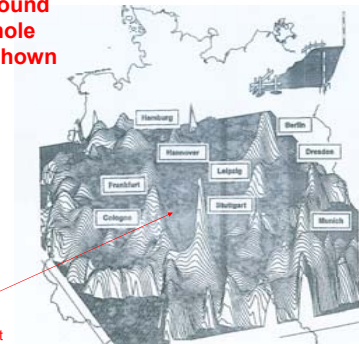 ound
hole
hown
Hamburg
Berlin
Hannover
Dresden
Leipzig
Frankfurt
Stuttgart
Cologne
Munich
t